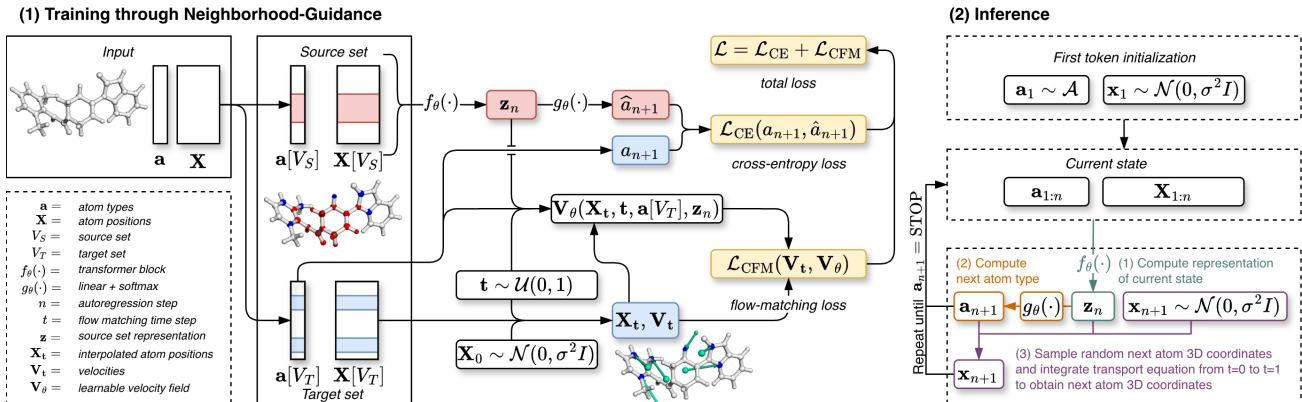 (1) Training through Neighborhood-Guidance
Input
a X
a = atom types
X = atom positions
V_S = source set
V_T = target set
f_θ(·) = transformer block
g_θ(·) = linear + softmax
n = autoregression step
t = flow matching time step
z = source set representation
X_t = interpolated atom positions
V_t = velocities
V_θ = learnable velocity field
Source set
a[V_S] X[V_S]
a[V_T] X[V_T]
Target set
f_θ(·)
z_n
g_θ(·)
â_{n+1}
a_{n+1}
ℒ = ℒ_CE + ℒ_CFM
total loss
ℒ_CE(a_{n+1}, â_{n+1})
cross-entropy loss
V_θ(X_t, t, a[V_T], z_n)
ℒ_CFM(V_t, V_θ)
flow-matching loss
t ∼ 𝒰(0, 1)
X_t, V_t
X_0 ∼ 𝒩(0, σ²I)
(2) Inference
First token initialization
a_1 ∼ 𝒜 x_1 ∼ 𝒩(0, σ²I)
Current state
a_{1:n} X_{1:n}
Repeat until a_{n+1} = STOP
(2) Compute
next atom type
f_θ(·)
(1) Compute representation
of current state
a_{n+1} g_θ(·) z_n x_{n+1} ∼ 𝒩(0, σ²I)
x_{n+1}
(3) Sample random next atom 3D coordinates
and integrate transport equation from t=0 to t=1
to obtain next atom 3D coordinates